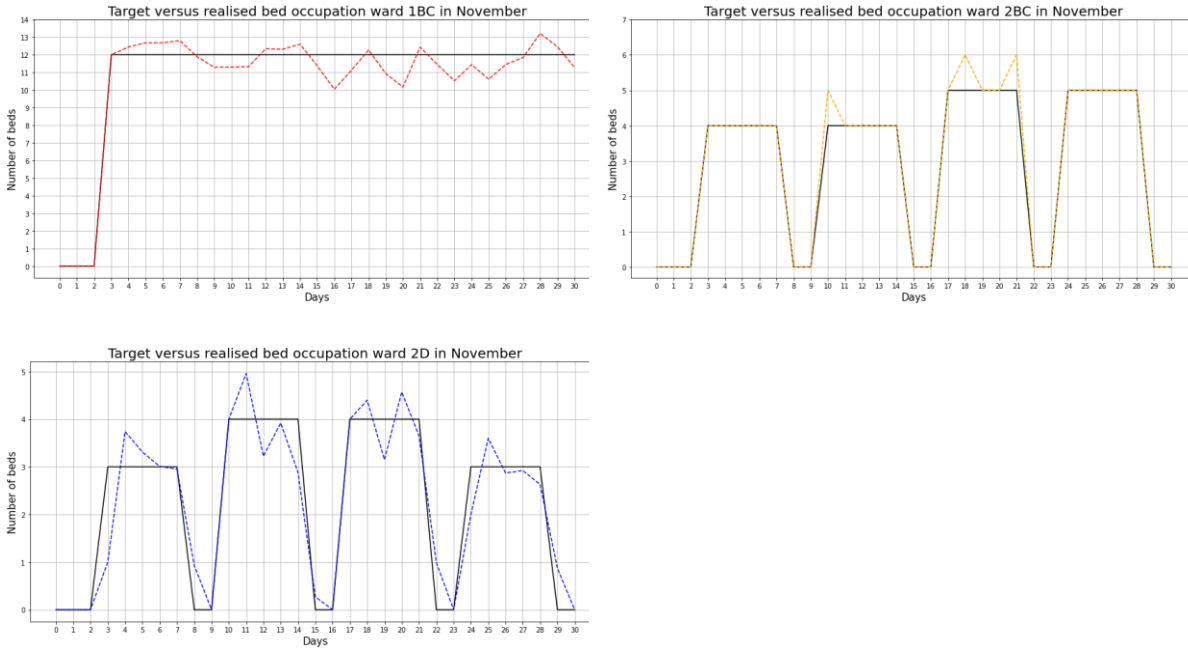 Target versus realised bed occupation ward 1BC in November
14
13
12
11
10
9
8
7
6
5
4
3
2
1
0
Number of beds
0 1 2 3 4 5 6 7 8 9 10 11 12 13 14 15 16 17 18 19 20 21 22 23 24 25 26 27 28 29 30
Days
Target versus realised bed occupation ward 2BC in November
7
6
5
4
3
2
1
0
Number of beds
0 1 2 3 4 5 6 7 8 9 10 11 12 13 14 15 16 17 18 19 20 21 22 23 24 25 26 27 28 29 30
Days
Target versus realised bed occupation ward 2D in November
5
4
3
2
1
0
Number of beds
0 1 2 3 4 5 6 7 8 9 10 11 12 13 14 15 16 17 18 19 20 21 22 23 24 25 26 27 28 29 30
Days